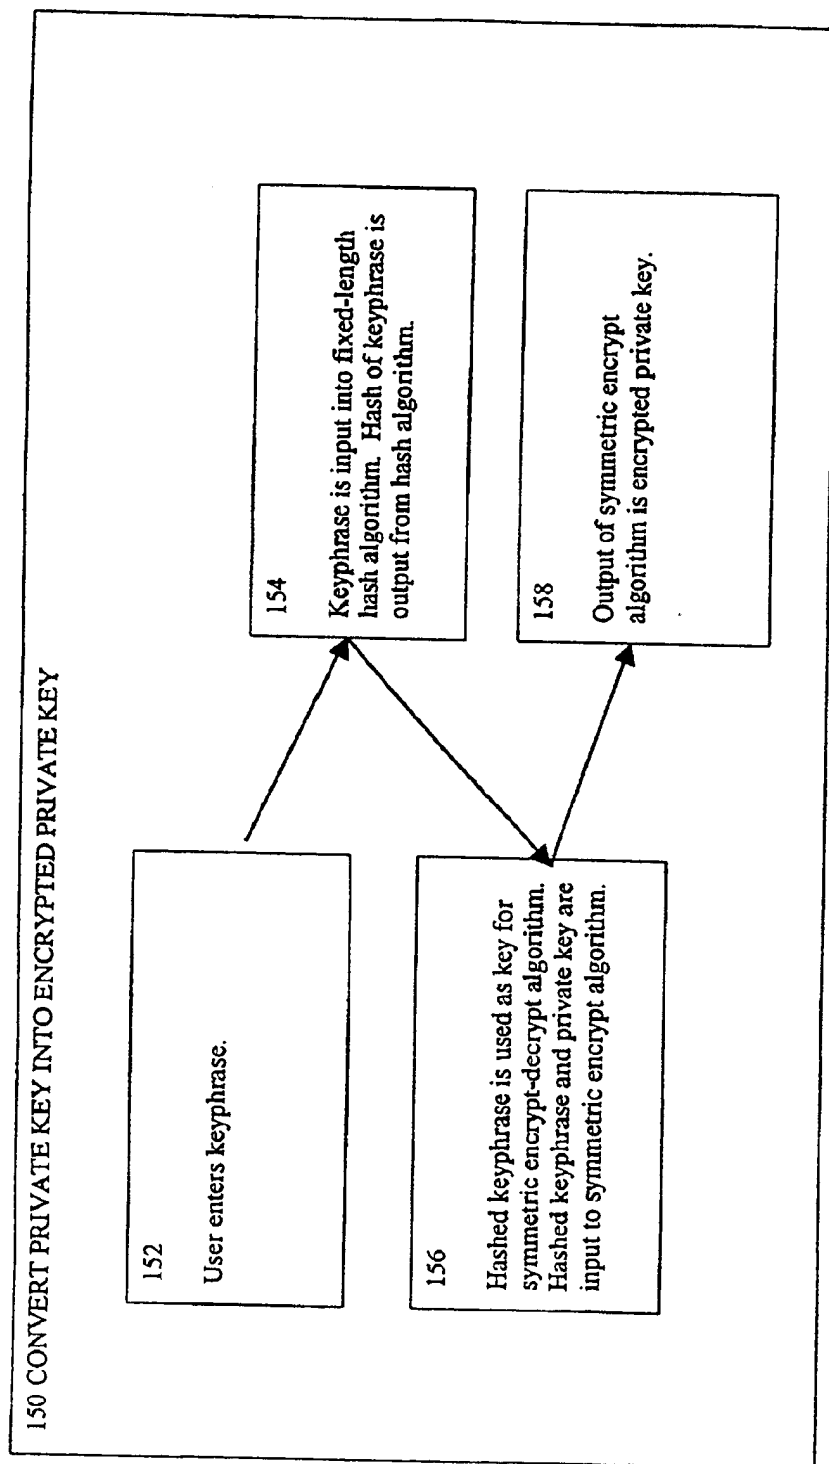 150 CONVERT PRIVATE KEY INTO ENCRYPTED PRIVATE KEY
152
User enters keyphrase.
154
Keyphrase is input into fixed-length
hash algorithm. Hash of keyphrase is
output from hash algorithm.
156
Hashed keyphrase is used as key for
symmetric encrypt-decrypt algorithm.
Hashed keyphrase and private key are
input to symmetric encrypt algorithm.
158
Output of symmetric encrypt
algorithm is encrypted private key.